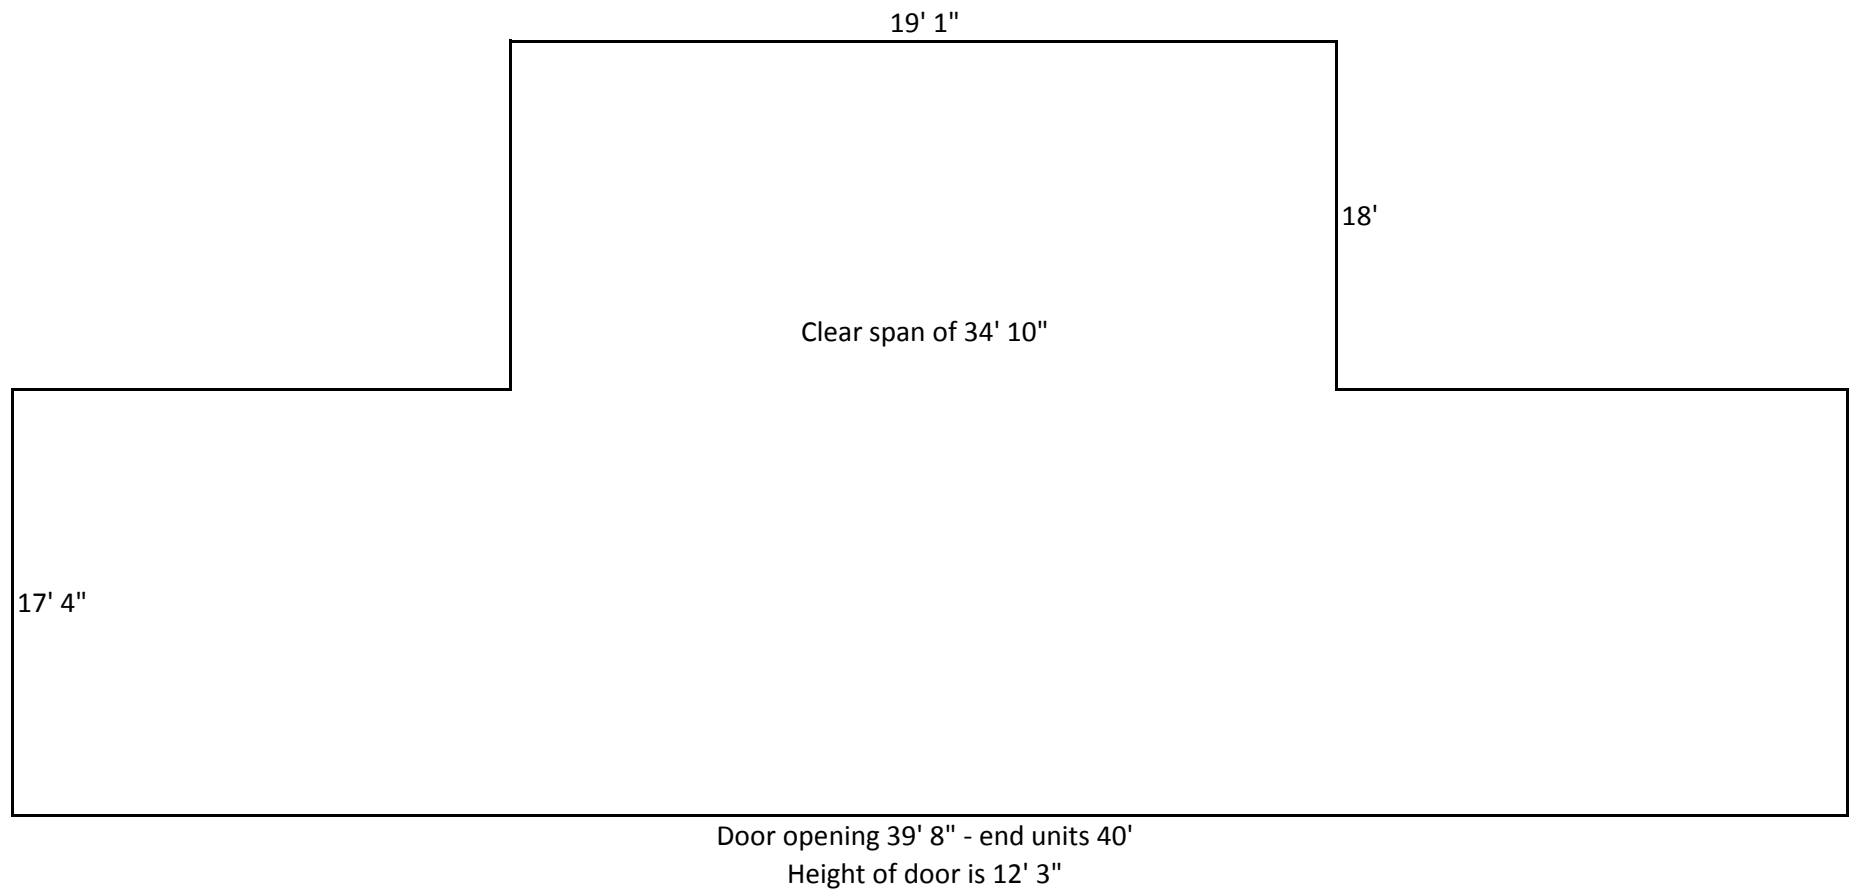 19' 1"
18'
Clear span of 34' 10"
17' 4"
Door opening 39' 8" - end units 40'
Height of door is 12' 3"